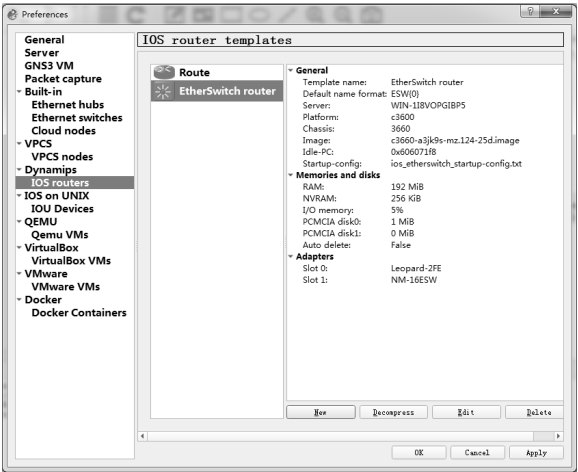 Preferences
General
Server
GNS3 VM
Packet capture
Built-in
Ethernet hubs
Ethernet switches
Cloud nodes
VPCS
VPCS nodes
Dynamips
IOS routers
IOS on UNIX
IOU Devices
QEMU
Qemu VMs
VirtualBox
VirtualBox VMs
VMware
VMware VMs
Docker
Docker Containers
IOS router templates
Route
EtherSwitch router
General
Template name: EtherSwitch router
Default name format: ESW{0}
Server: WIN-1I8VOPGIBP5
Platform: c3600
Chassis: 3660
Image: c3660-a3jk9s-mz.124-25d.image
Idle-PC: 0x606071f8
Startup-config: ios_etherswitch_startup-config.txt
Memories and disks
RAM: 192 MiB
NVRAM: 256 KiB
I/O memory: 5%
PCMCIA disk0: 1 MiB
PCMCIA disk1: 0 MiB
Auto delete: False
Adapters
Slot 0: Leopard-2FE
Slot 1: NM-16ESW
New Decompress Edit Delete
OK Cancel Apply